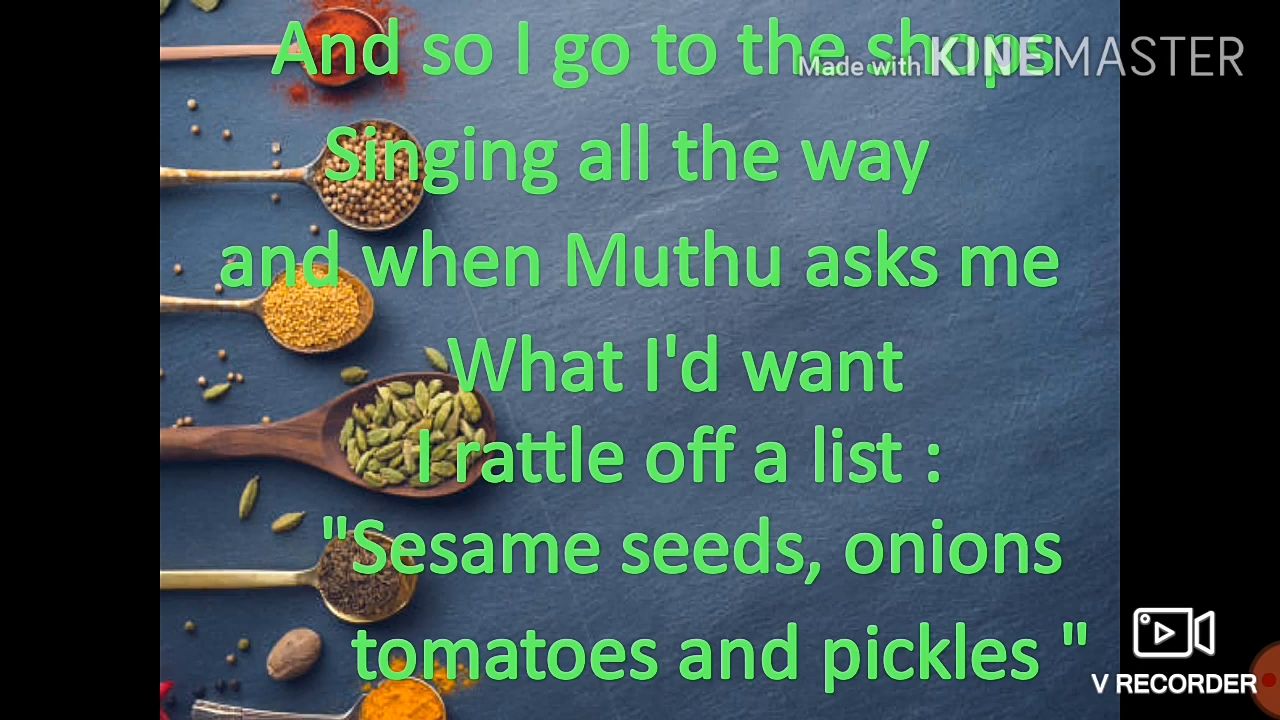 And so I go to the shops
Made with KINEMASTER
Singing all the way
and when Muthu asks me
What I'd want
I rattle off a list :
"Sesame seeds, onions
tomatoes and pickles "
V RECORDER